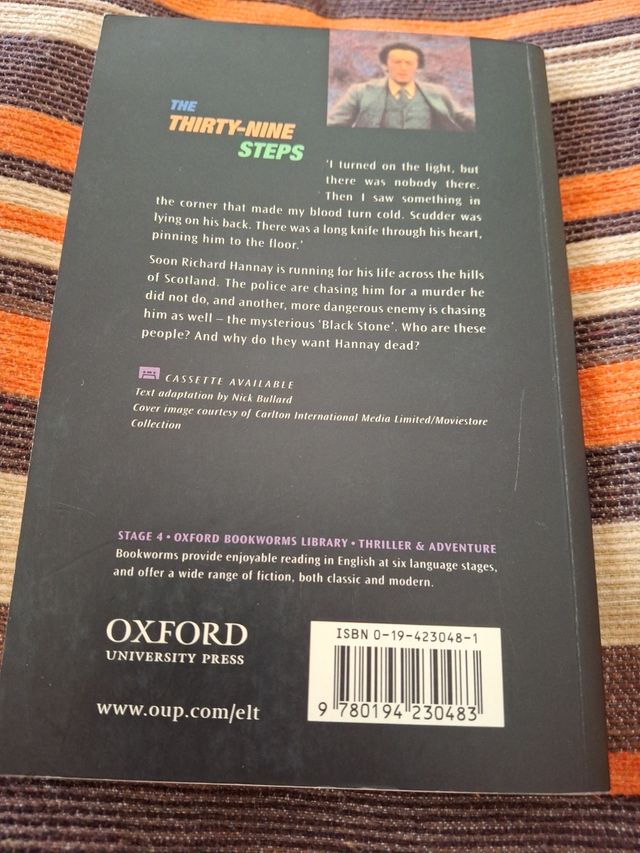 THE
THIRTY-NINE
STEPS
'I turned on the light, but
there was nobody there.
Then I saw something in
the corner that made my blood turn cold. Scudder was
lying on his back. There was a long knife through his heart,
pinning him to the floor.'
Soon Richard Hannay is running for his life across the hills
of Scotland. The police are chasing him for a murder he
did not do, and another, more dangerous enemy is chasing
him as well – the mysterious 'Black Stone'. Who are these
people? And why do they want Hannay dead?
CASSETTE AVAILABLE
Text adaptation by Nick Bullard
Cover image courtesy of Carlton International Media Limited/Moviestore
Collection
STAGE 4 • OXFORD BOOKWORMS LIBRARY • THRILLER & ADVENTURE
Bookworms provide enjoyable reading in English at six language stages,
and offer a wide range of fiction, both classic and modern.
OXFORD
UNIVERSITY PRESS
www.oup.com/elt
ISBN 0-19-423048-1
9 780194 230483